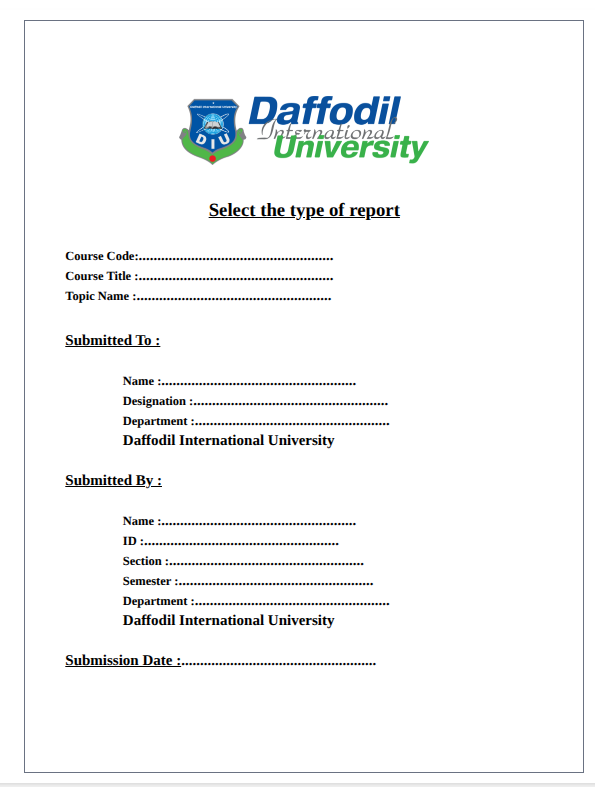 DIU
Daffodil
International
University
Select the type of report
Course Code:....................................................
Course Title :....................................................
Topic Name :....................................................
Submitted To :
Name :....................................................
Designation :....................................................
Department :....................................................
Daffodil International University
Submitted By :
Name :....................................................
ID :....................................................
Section :....................................................
Semester :....................................................
Department :....................................................
Daffodil International University
Submission Date :....................................................